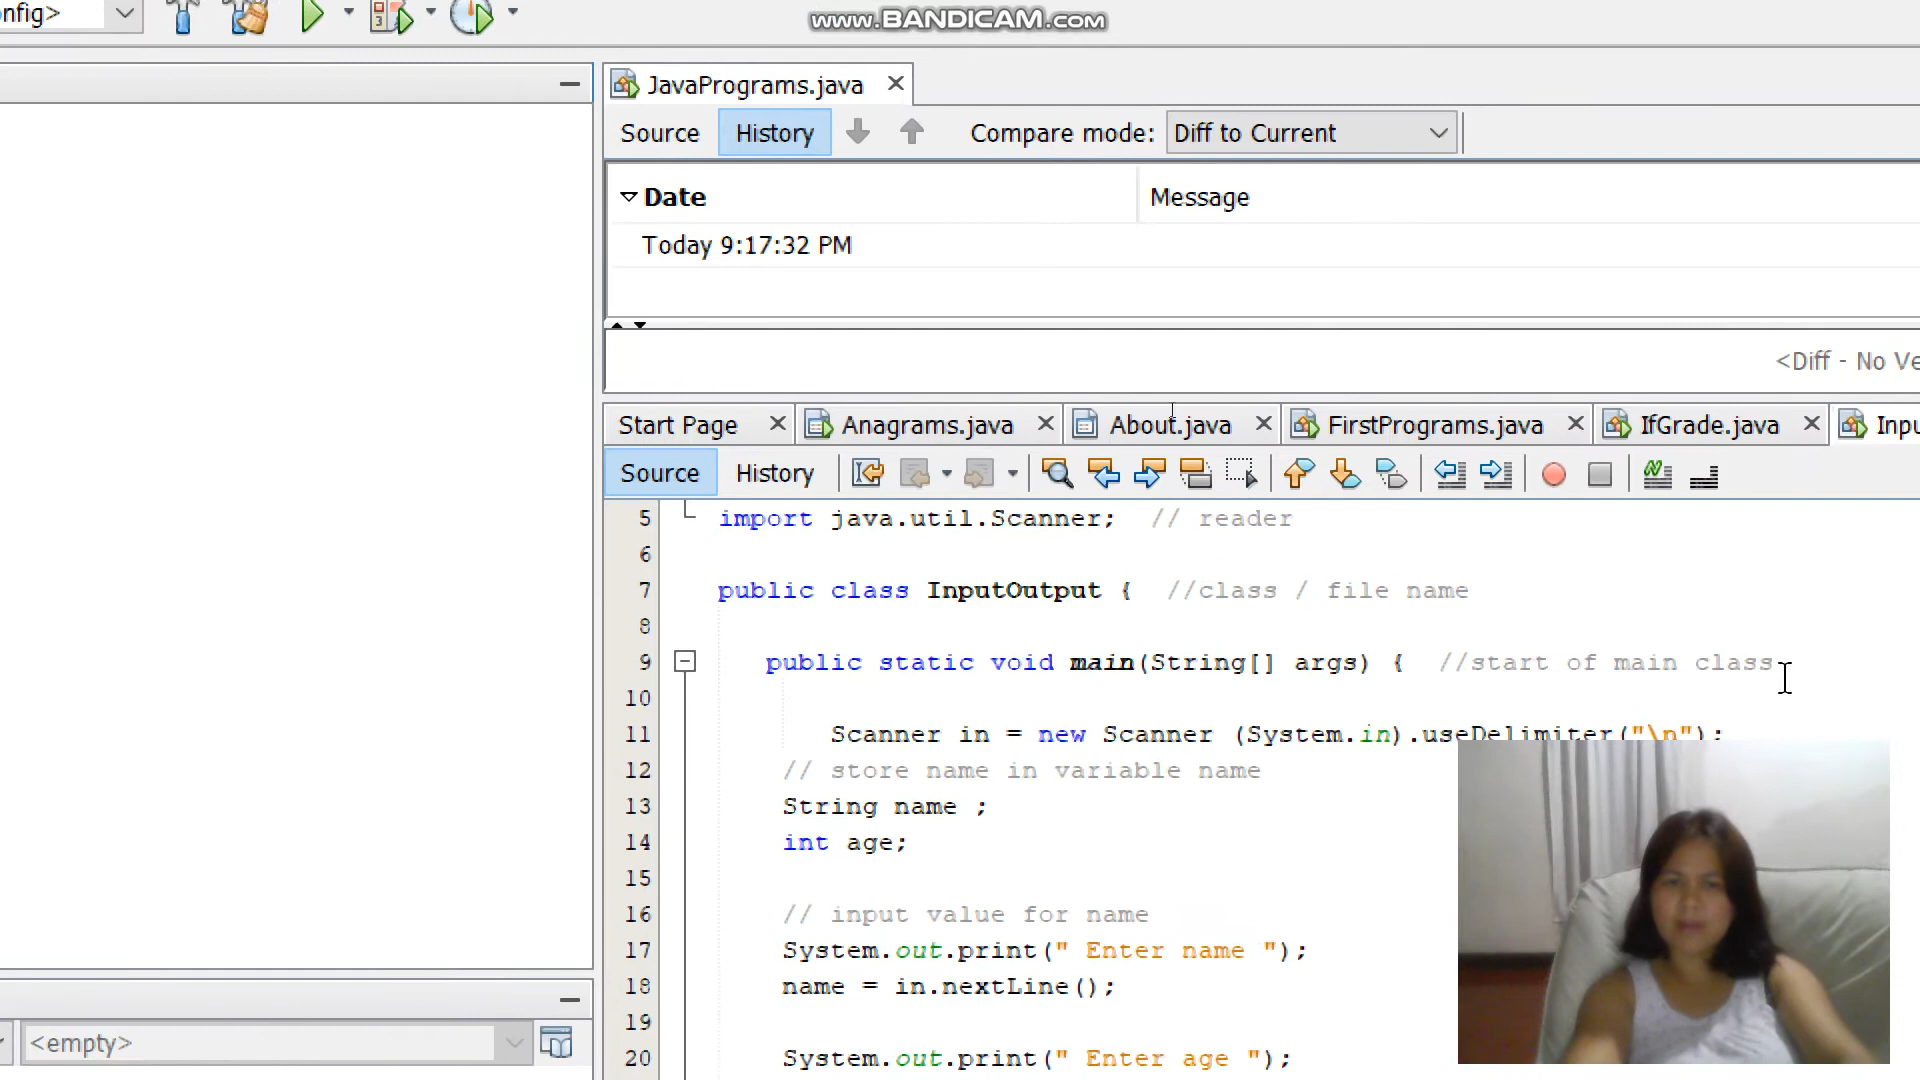 nfig>
www.BANDICAM.com
JavaPrograms.java
Source History Compare mode: Diff to Current
Date Message
Today 9:17:32 PM
<Diff - No Ve
Start Page Anagrams.java About.java FirstPrograms.java IfGrade.java Inpu
Source History
5 import java.util.Scanner; // reader
6
7 public class InputOutput { //class / file name
8
9 public static void main(String[] args) { //start of main class
10
11 Scanner in = new Scanner (System.in).useDelimiter("\n");
12 // store name in variable name
13 String name ;
14 int age;
15
16 // input value for name
17 System.out.print(" Enter name ");
18 name = in.nextLine();
19
20 System.out.print(" Enter age ");
<empty>